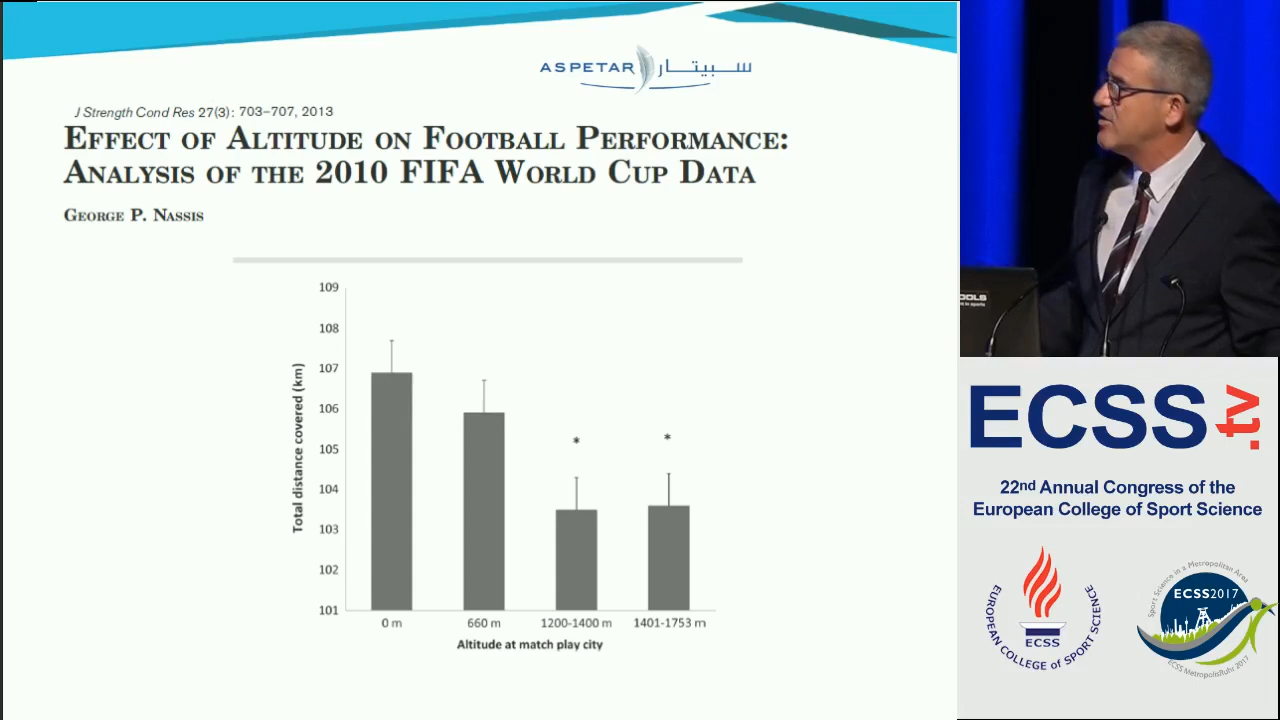 ASPETAR سبيتار
J Strength Cond Res 27(3): 703–707, 2013
EFFECT OF ALTITUDE ON FOOTBALL PERFORMANCE:
ANALYSIS OF THE 2010 FIFA WORLD CUP DATA
GEORGE P. NASSIS
109
108
107
106
105
104
103
102
101
Total distance covered (km)
* *
0 m 660 m 1200-1400 m 1401-1753 m
Altitude at match play city
ECSS.tv
22nd Annual Congress of the
European College of Sport Science
EUROPEAN COLLEGE of SPORT SCIENCE
ECSS
Sport Science in a Metropolitan Area
ECSS2017
ECSS MetropolisRuhr 2017